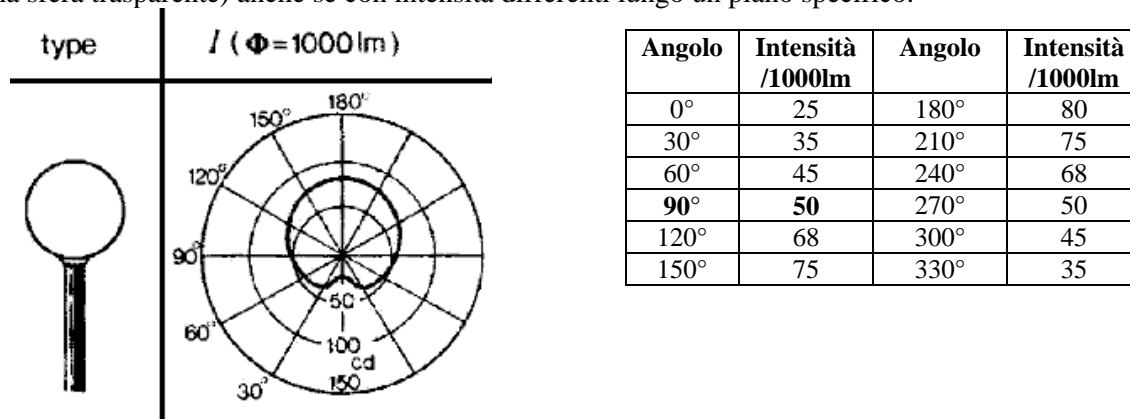 na sfera trasparente) anche se con intensità differenti lungo un piano specifico.
type I (Φ=1000 lm)
180°
150°
120°
90°
60°
30°
50
100
cd
150
Angolo Intensità /1000lm Angolo Intensità /1000lm
0° 25 180° 80
30° 35 210° 75
60° 45 240° 68
90° 50 270° 50
120° 68 300° 45
150° 75 330° 35